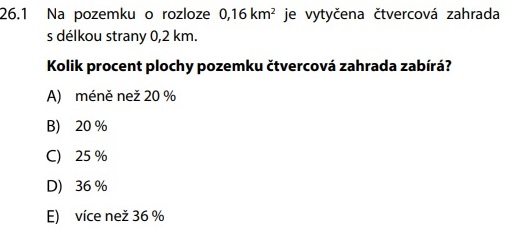 26.1 Na pozemku o rozloze 0,16 km² je vytyčena čtvercová zahrada
s délkou strany 0,2 km.
Kolik procent plochy pozemku čtvercová zahrada zabírá?
A) méně než 20 %
B) 20 %
C) 25 %
D) 36 %
E) více než 36 %